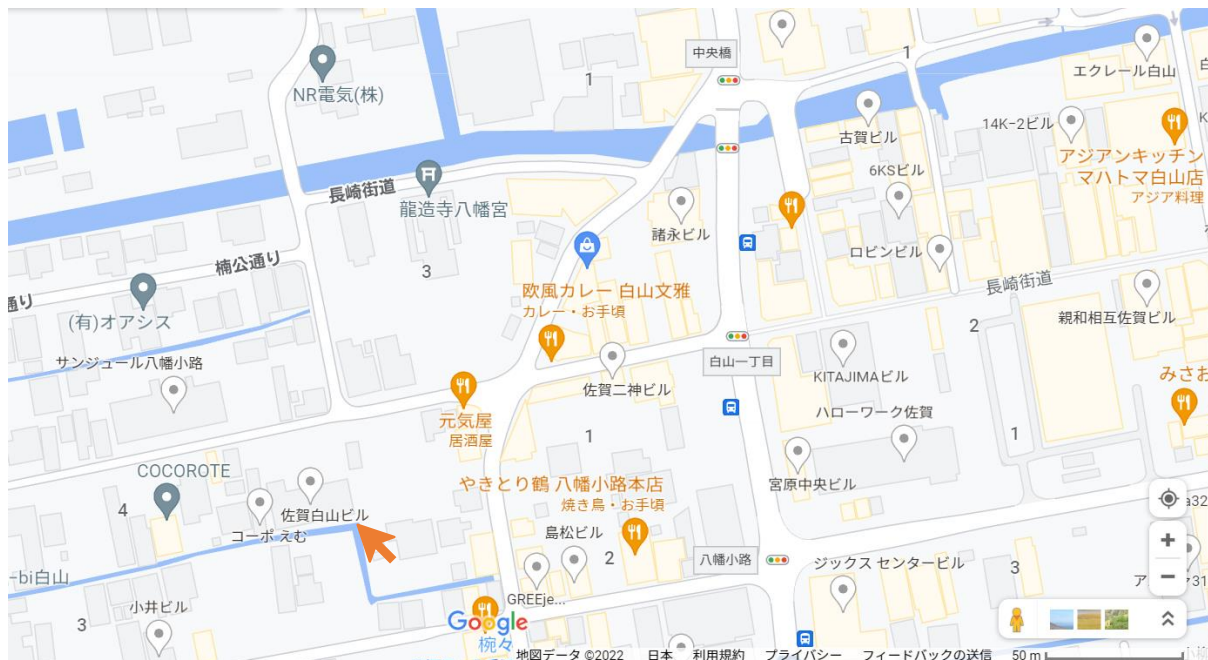 中央橋
1
1
エクレール白山
NR電気(株)
古賀ビル
14K-2ビル
アジアンキッチン
マハトマ白山店
アジア料理
6KSビル
長崎街道
龍造寺八幡宮
諸永ビル
ロビンビル
楠公通り
3
長崎街道
通り
(有)オアシス
欧風カレー 白山文雅
カレー・お手頃
2
親和相互佐賀ビル
サンジュール八幡小路
白山一丁目
佐賀二神ビル
KITAJIMAビル
みさお
元気屋
居酒屋
ハローワーク佐賀
1
1
COCOROTE
やきとり鶴 八幡小路本店
焼き鳥・お手頃
宮原中央ビル
4
佐賀白山ビル
コーポえむ
島松ビル
2
八幡小路
ジックス センタービル
3
-bi白山
小井ビル
GREEje...
3
Google
椀々
地図データ ©2022 日本 利用規約 プライバシー フィードバックの送信 50 m